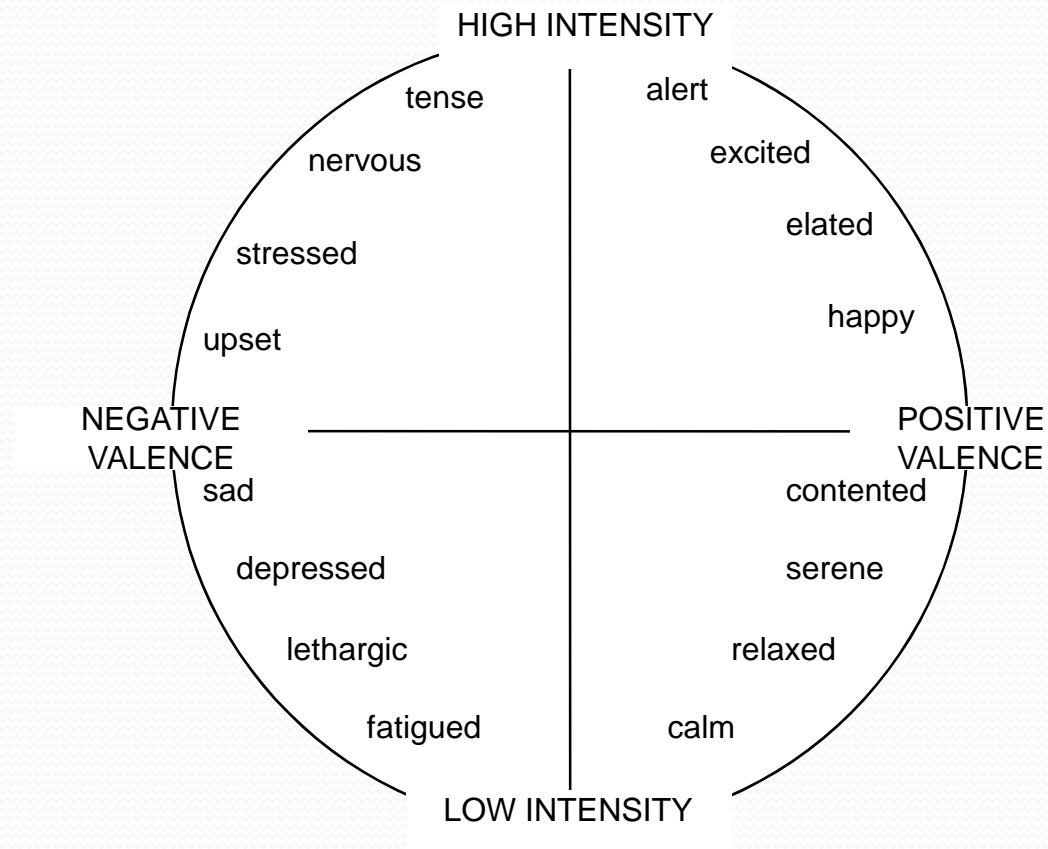 HIGH INTENSITY
tense
alert
nervous
excited
stressed
elated
upset
happy
NEGATIVE
VALENCE
POSITIVE
VALENCE
sad
contented
depressed
serene
lethargic
relaxed
fatigued
calm
LOW INTENSITY